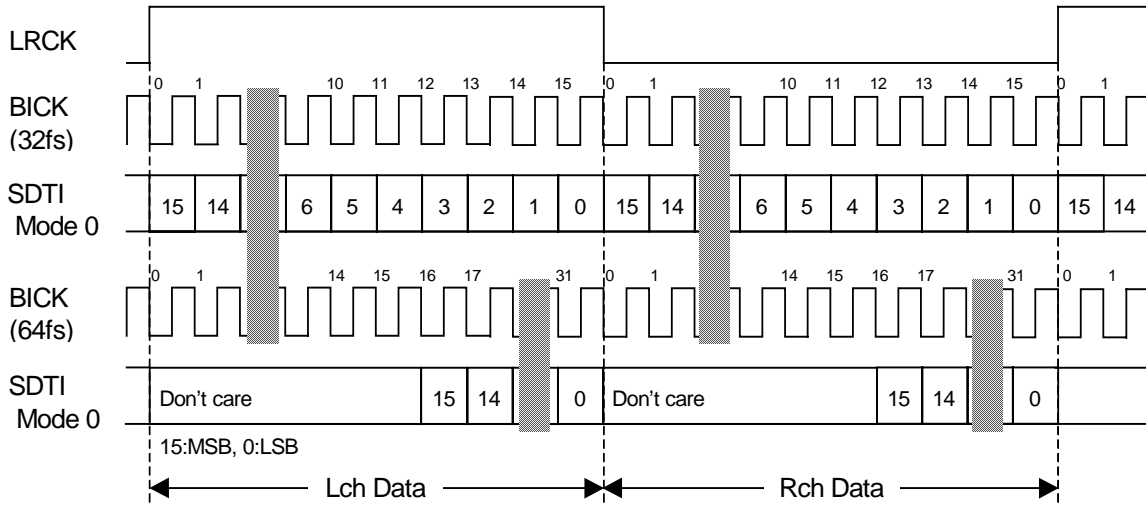 LRCK
0 1 10 11 12 13 14 15 0 1 10 11 12 13 14 15 0 1
BICK
(32fs)
SDTI
Mode 0
15 14 6 5 4 3 2 1 0 15 14 6 5 4 3 2 1 0 15 14
0 1 14 15 16 17 31 0 1 14 15 16 17 31 0 1
BICK
(64fs)
SDTI
Mode 0
Don't care 15 14 0 Don't care 15 14 0
15:MSB, 0:LSB
Lch Data Rch Data